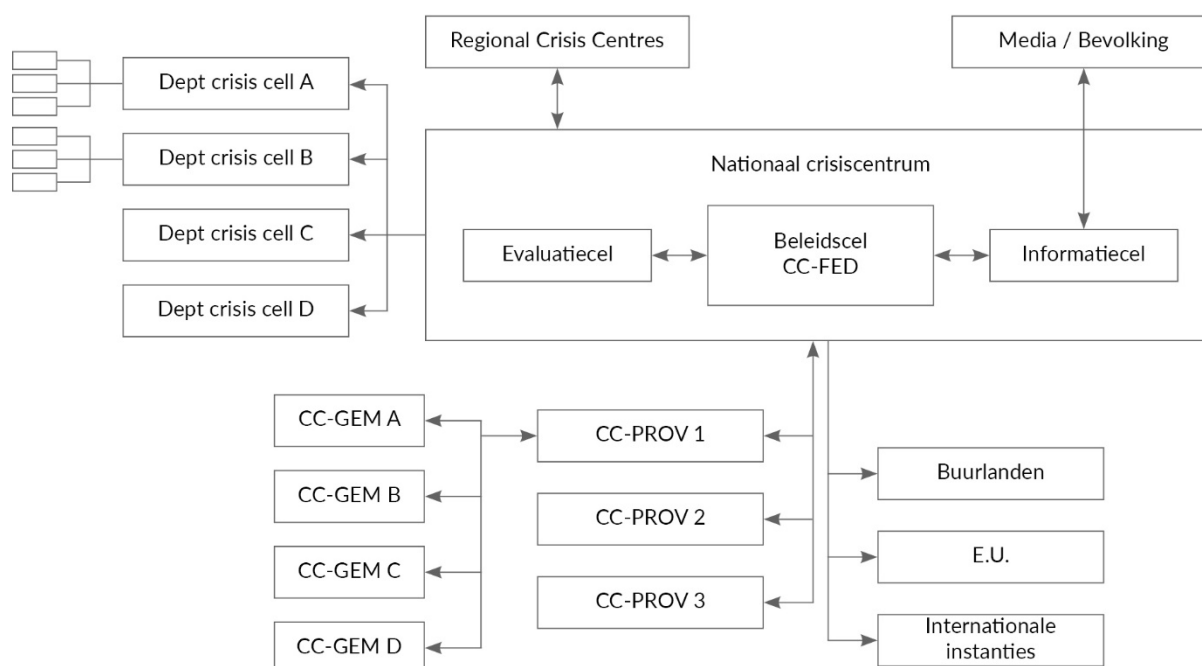 Regional Crisis Centres
Media / Bevolking
Dept crisis cell A
Dept crisis cell B
Dept crisis cell C
Dept crisis cell D
Nationaal crisiscentrum
Evaluatiecel
Beleidscel
CC-FED
Informatiecel
CC-GEM A
CC-GEM B
CC-GEM C
CC-GEM D
CC-PROV 1
CC-PROV 2
CC-PROV 3
Buurlanden
E.U.
Internationale
instanties